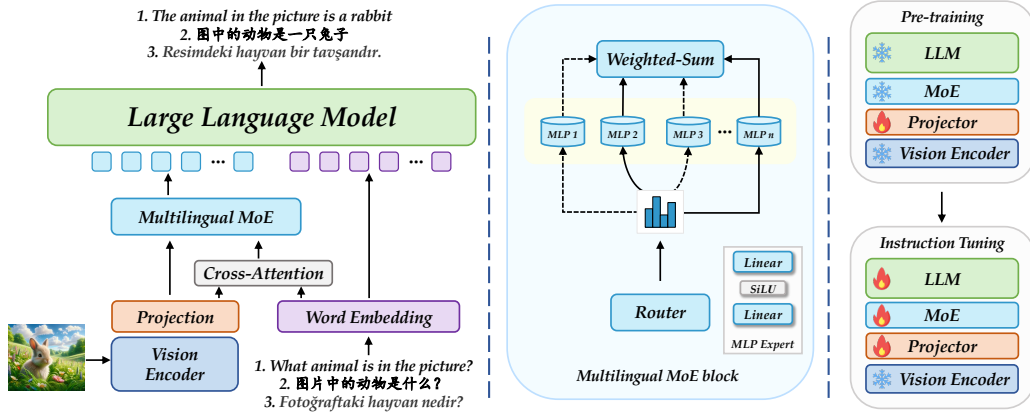 1. The animal in the picture is a rabbit
2. 图中的动物是一只兔子
3. Resimdeki hayvan bir tavşandır.
Large Language Model
...
...
Multilingual MoE
Cross-Attention
Projection
Word Embedding
Vision Encoder
1. What animal is in the picture?
2. 图片中的动物是什么?
3. Fotoğraftaki hayvan nedir?
Weighted-Sum
MLP 1
MLP 2
MLP 3
...
MLP n
Router
Linear
SiLU
Linear
MLP Expert
Multilingual MoE block
Pre-training
LLM
MoE
Projector
Vision Encoder
Instruction Tuning
LLM
MoE
Projector
Vision Encoder